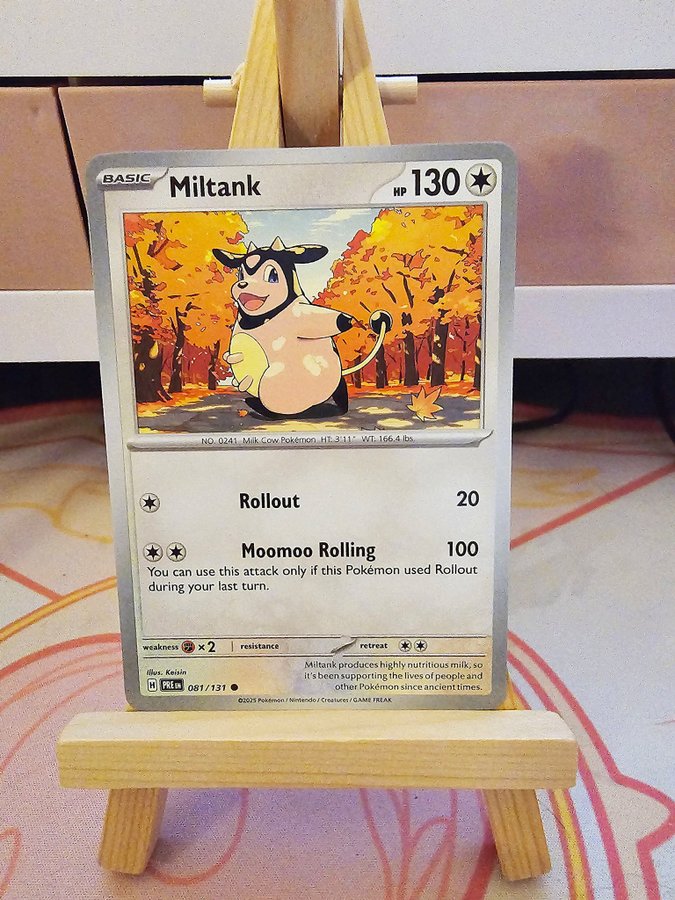 BASIC Miltank HP 130
NO. 0241 Milk Cow Pokémon HT: 3'11" WT: 166.4 lbs.
Rollout 20
Moomoo Rolling 100
You can use this attack only if this Pokémon used Rollout
during your last turn.
weakness ×2 resistance retreat
Illus. Keisin
Miltank produces highly nutritious milk, so
it's been supporting the lives of people and
other Pokémon since ancient times.
H PRE EN 081/131
©2025 Pokémon / Nintendo / Creatures / GAME FREAK